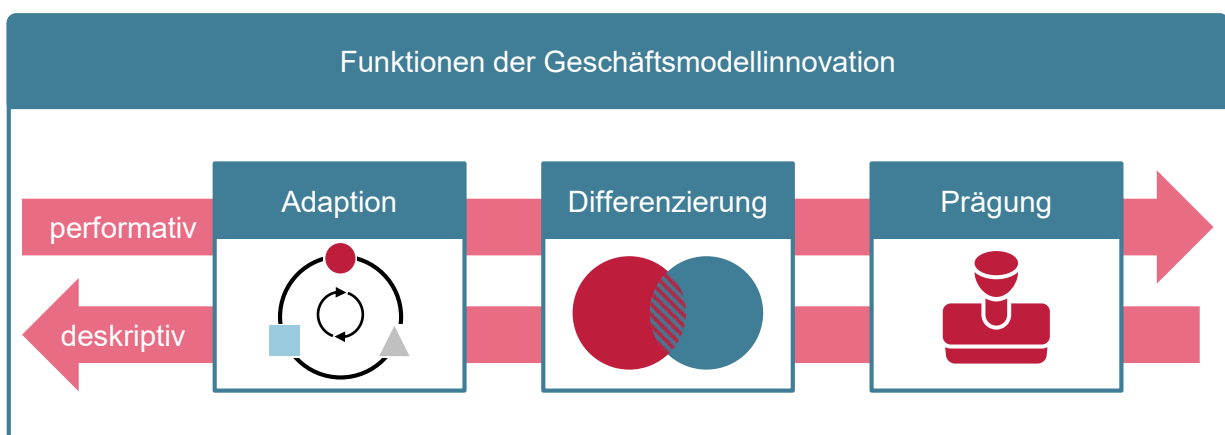 Funktionen der Geschäftsmodellinnovation
Adaption
Differenzierung
Prägung
performativ
deskriptiv